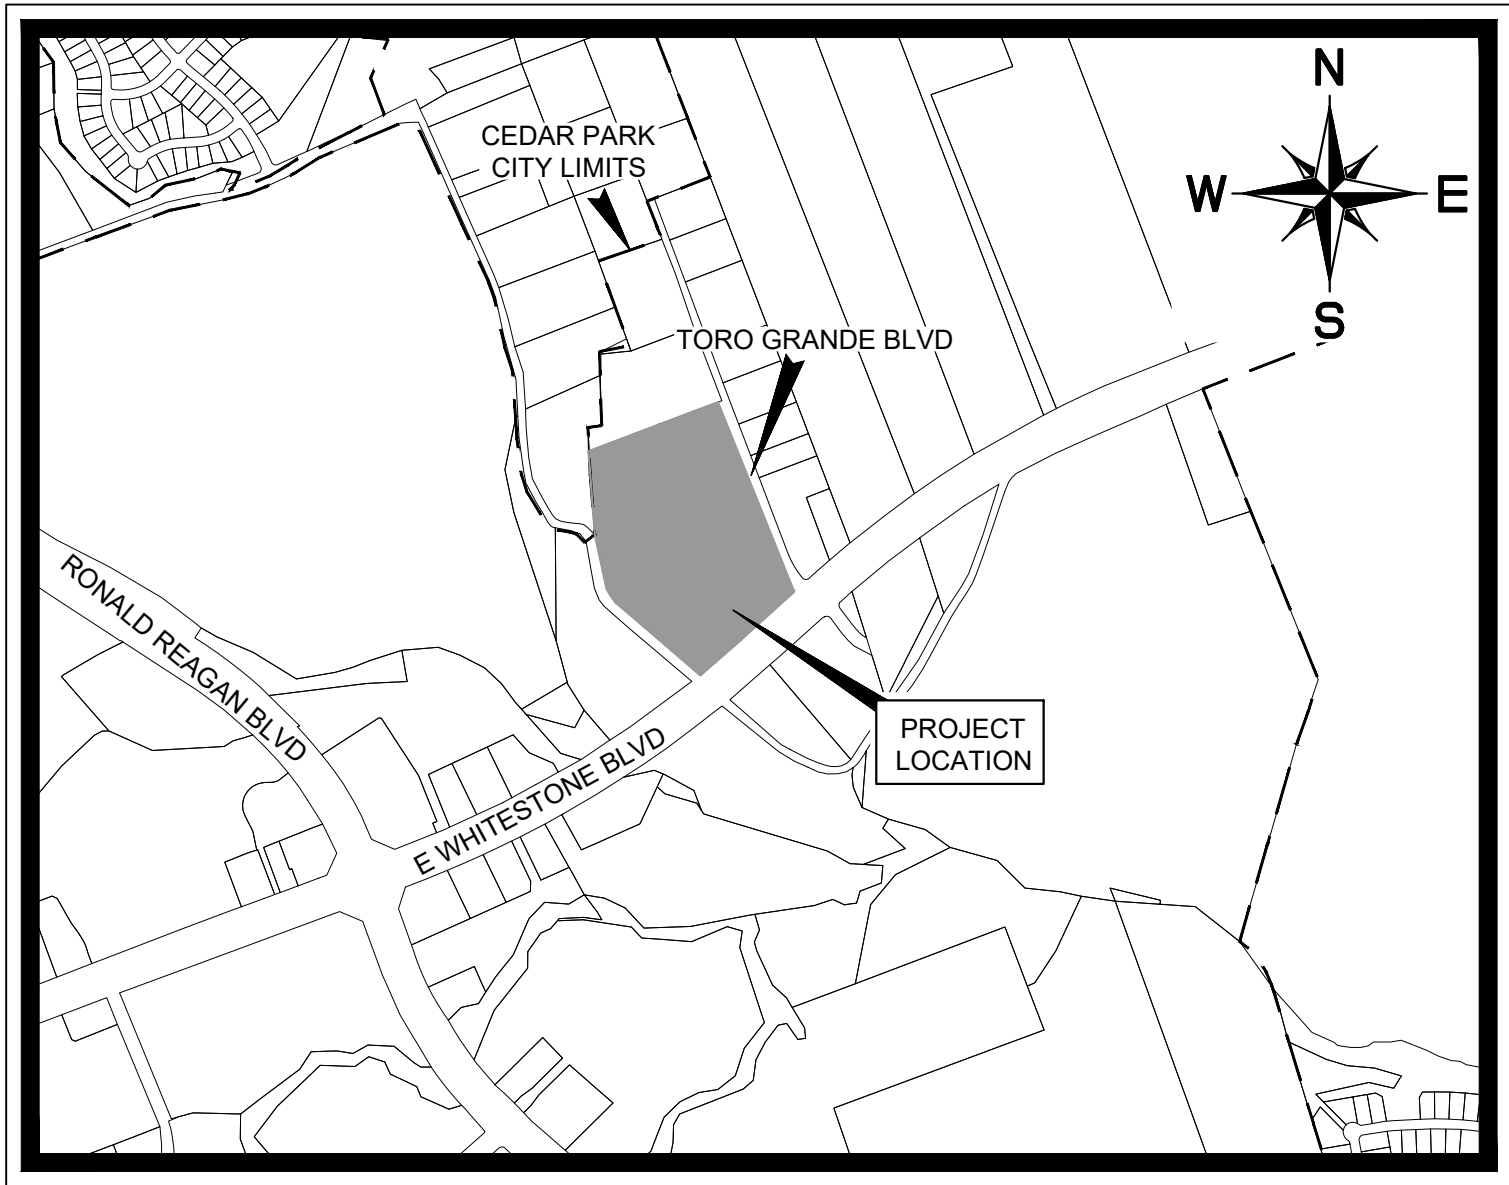 N
CEDAR PARK
CITY LIMITS
W
E
S
TORO GRANDE BLVD
RONALD REAGAN BLVD
E WHITESTONE BLVD
PROJECT
LOCATION